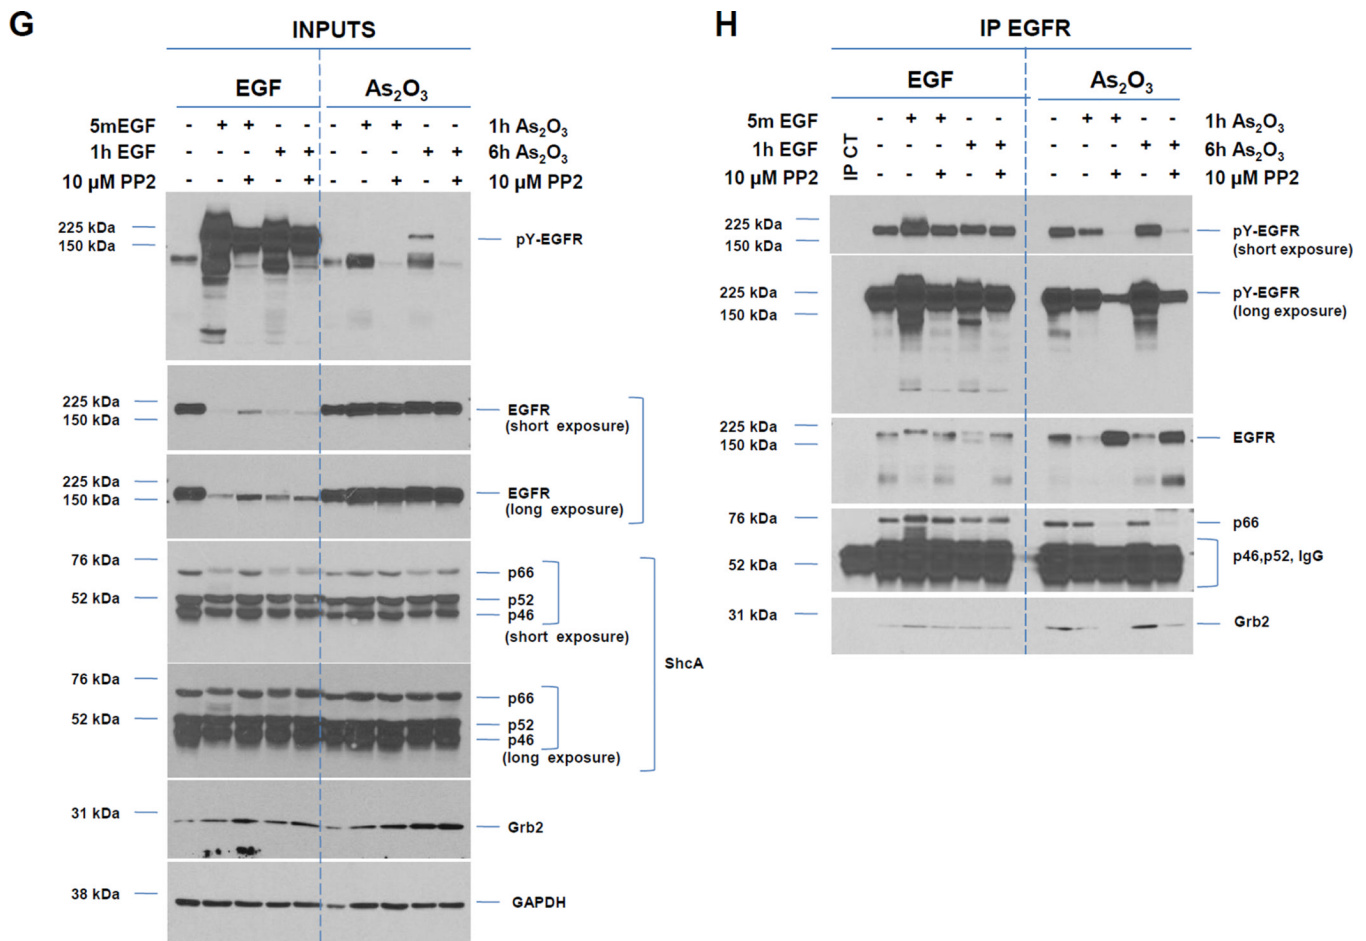 G
INPUTS
EGF As₂O₃
5mEGF - + + - - - + + - - 1h As₂O₃
1h EGF - - - + + - - - + + 6h As₂O₃
10 µM PP2 - - + - + - - + - + 10 µM PP2
225 kDa
150 kDa
pY-EGFR
225 kDa
150 kDa
EGFR
(short exposure)
225 kDa
150 kDa
EGFR
(long exposure)
76 kDa
52 kDa
p66
p52
p46
(short exposure)
ShcA
76 kDa
52 kDa
p66
p52
p46
(long exposure)
31 kDa
Grb2
38 kDa
GAPDH
H
IP EGFR
EGF As₂O₃
IP CT
5m EGF - + + - - - + + - - 1h As₂O₃
1h EGF - - - + + - - - + + 6h As₂O₃
10 µM PP2 - - + - + - - + - + 10 µM PP2
225 kDa
150 kDa
pY-EGFR
(short exposure)
225 kDa
150 kDa
pY-EGFR
(long exposure)
225 kDa
150 kDa
EGFR
76 kDa
52 kDa
p66
p46,p52, IgG
31 kDa
Grb2